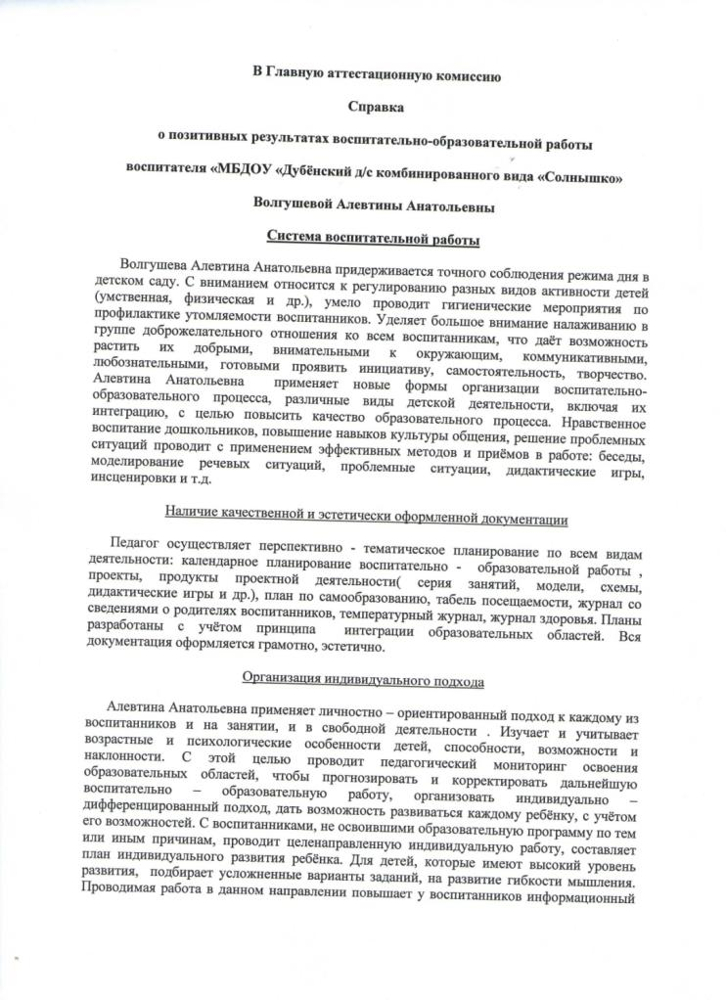 В Главную аттестационную комиссию
Справка
о позитивных результатах воспитательно-образовательной работы
воспитателя «МБДОУ «Дубёнский д/с комбинированного вида «Солнышко»
Волгушевой Алевтины Анатольевны
Система воспитательной работы
Волгушева Алевтина Анатольевна придерживается точного соблюдения режима дня в
детском саду. С вниманием относится к регулированию разных видов активности детей
(умственная, физическая и др.), умело проводит гигиенические мероприятия по
профилактике утомляемости воспитанников. Уделяет большое внимание налаживанию в
группе доброжелательного отношения ко всем воспитанникам, что даёт возможность
растить их добрыми, внимательными к окружающим, коммуникативными,
любознательными, готовыми проявить инициативу, самостоятельность, творчество.
Алевтина Анатольевна применяет новые формы организации воспитательно-
образовательного процесса, различные виды детской деятельности, включая их
интеграцию, с целью повысить качество образовательного процесса. Нравственное
воспитание дошкольников, повышение навыков культуры общения, решение проблемных
ситуаций проводит с применением эффективных методов и приёмов в работе: беседы,
моделирование речевых ситуаций, проблемные ситуации, дидактические игры,
инсценировки и т.д.
Наличие качественной и эстетически оформленной документации
Педагог осуществляет перспективно - тематическое планирование по всем видам
деятельности: календарное планирование воспитательно - образовательной работы ,
проекты, продукты проектной деятельности( серия занятий, модели, схемы,
дидактические игры и др.), план по самообразованию, табель посещаемости, журнал со
сведениями о родителях воспитанников, температурный журнал, журнал здоровья. Планы
разработаны с учётом принципа интеграции образовательных областей. Вся
документация оформляется грамотно, эстетично.
Организация индивидуального подхода
Алевтина Анатольевна применяет личностно – ориентированный подход к каждому из
воспитанников и на занятии, и в свободной деятельности . Изучает и учитывает
возрастные и психологические особенности детей, способности, возможности и
наклонности. С этой целью проводит педагогический мониторинг освоения
образовательных областей, чтобы прогнозировать и корректировать дальнейшую
воспитательно – образовательную работу, организовать индивидуально –
дифференцированный подход, дать возможность развиваться каждому ребёнку, с учётом
его возможностей. С воспитанниками, не освоившими образовательную программу по тем
или иным причинам, проводит целенаправленную индивидуальную работу, составляет
план индивидуального развития ребёнка. Для детей, которые имеют высокий уровень
развития, подбирает усложненные варианты заданий, на развитие гибкости мышления.
Проводимая работа в данном направлении повышает у воспитанников информационный